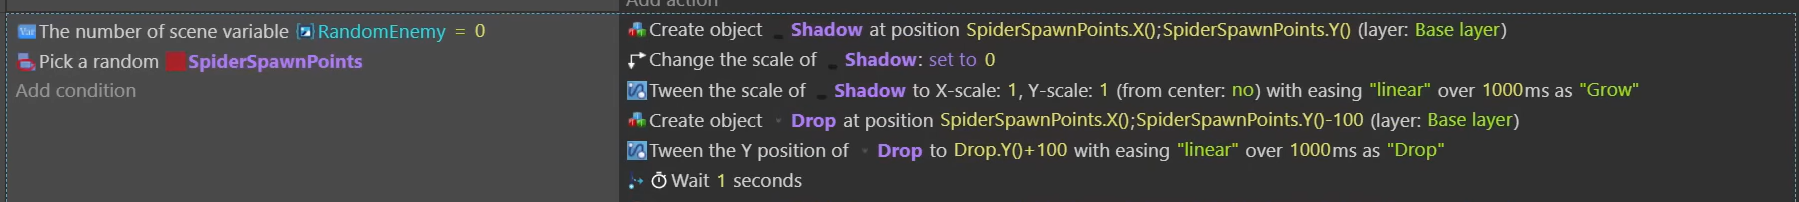 Add action
Var The number of scene variable RandomEnemy = 0
Pick a random SpiderSpawnPoints
Add condition
Create object Shadow at position SpiderSpawnPoints.X();SpiderSpawnPoints.Y() (layer: Base layer)
Change the scale of Shadow: set to 0
Tween the scale of Shadow to X-scale: 1, Y-scale: 1 (from center: no) with easing "linear" over 1000ms as "Grow"
Create object Drop at position SpiderSpawnPoints.X();SpiderSpawnPoints.Y()-100 (layer: Base layer)
Tween the Y position of Drop to Drop.Y()+100 with easing "linear" over 1000ms as "Drop"
Wait 1 seconds